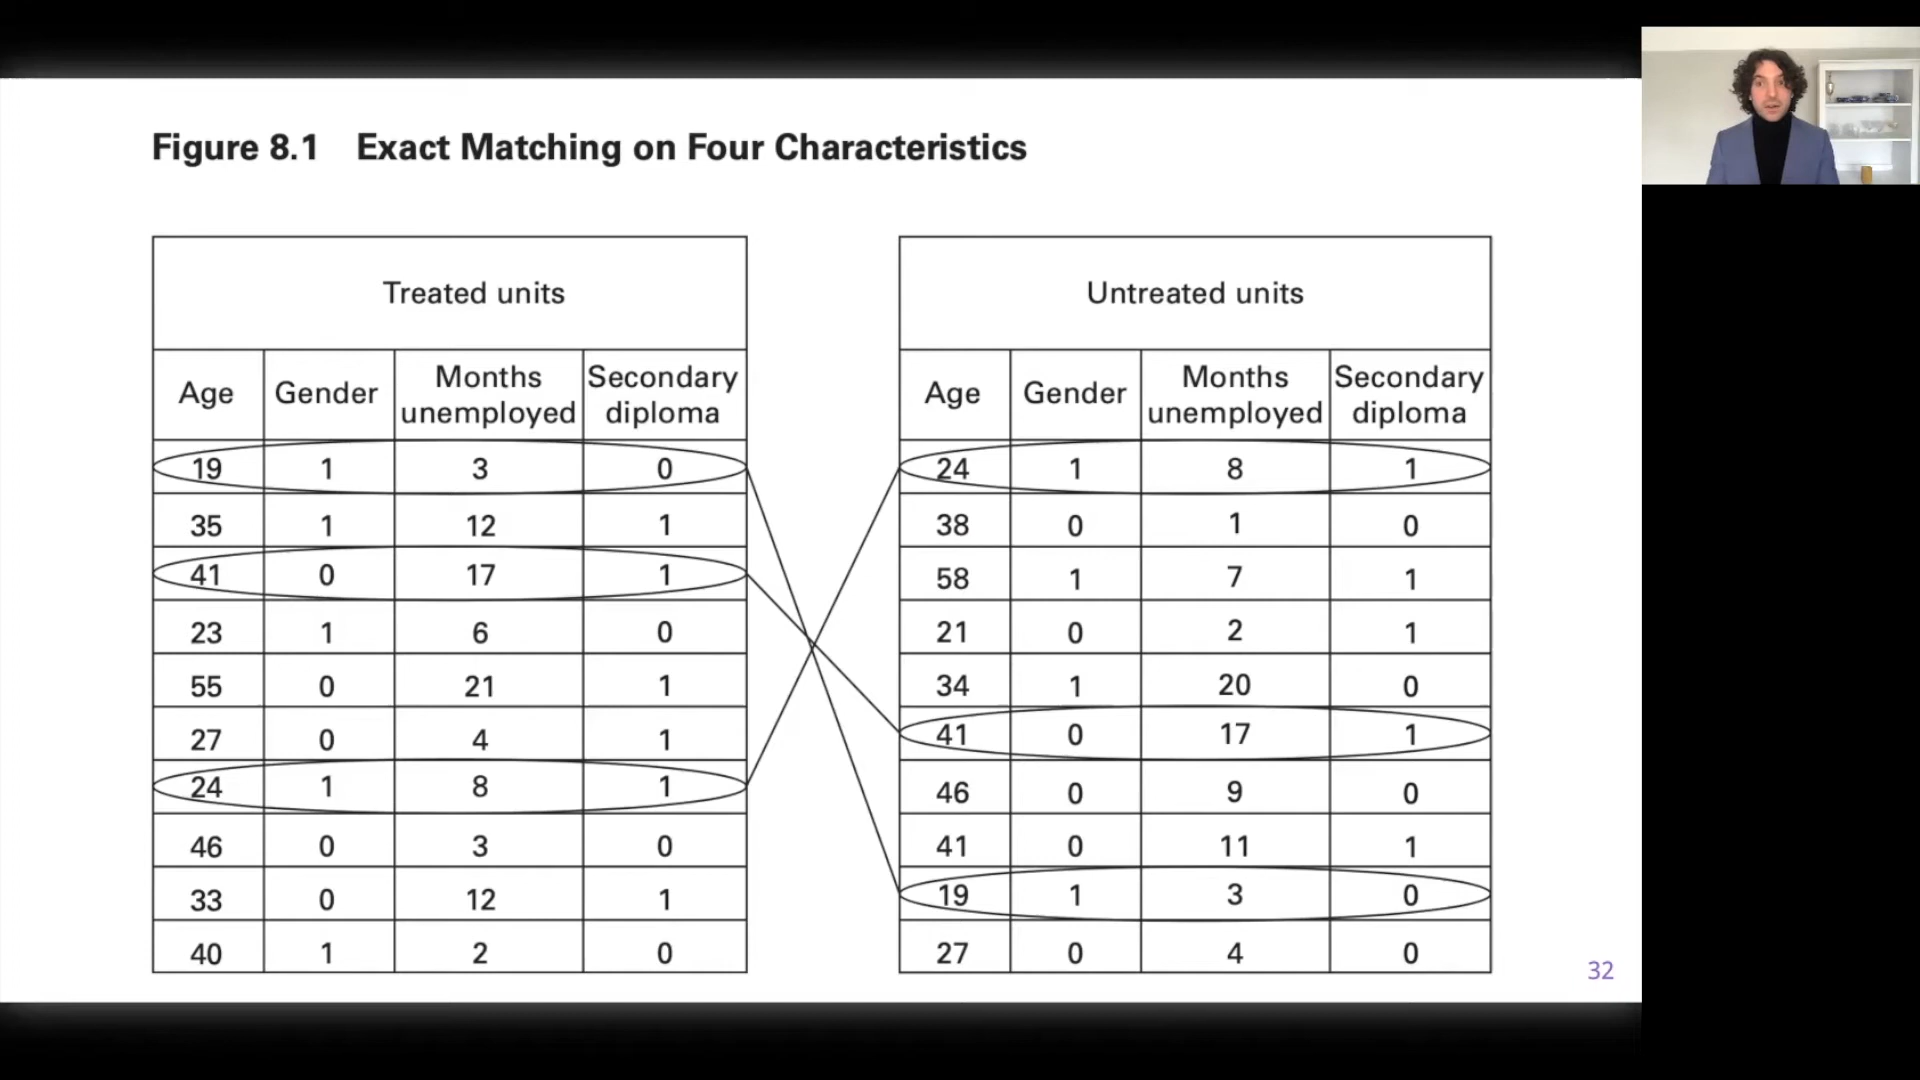 Figure 8.1 Exact Matching on Four Characteristics
Treated units
Age Gender Months unemployed Secondary diploma
19 1 3 0
35 1 12 1
41 0 17 1
23 1 6 0
55 0 21 1
27 0 4 1
24 1 8 1
46 0 3 0
33 0 12 1
40 1 2 0
Untreated units
Age Gender Months unemployed Secondary diploma
24 1 8 1
38 0 1 0
58 1 7 1
21 0 2 1
34 1 20 0
41 0 17 1
46 0 9 0
41 0 11 1
19 1 3 0
27 0 4 0
32